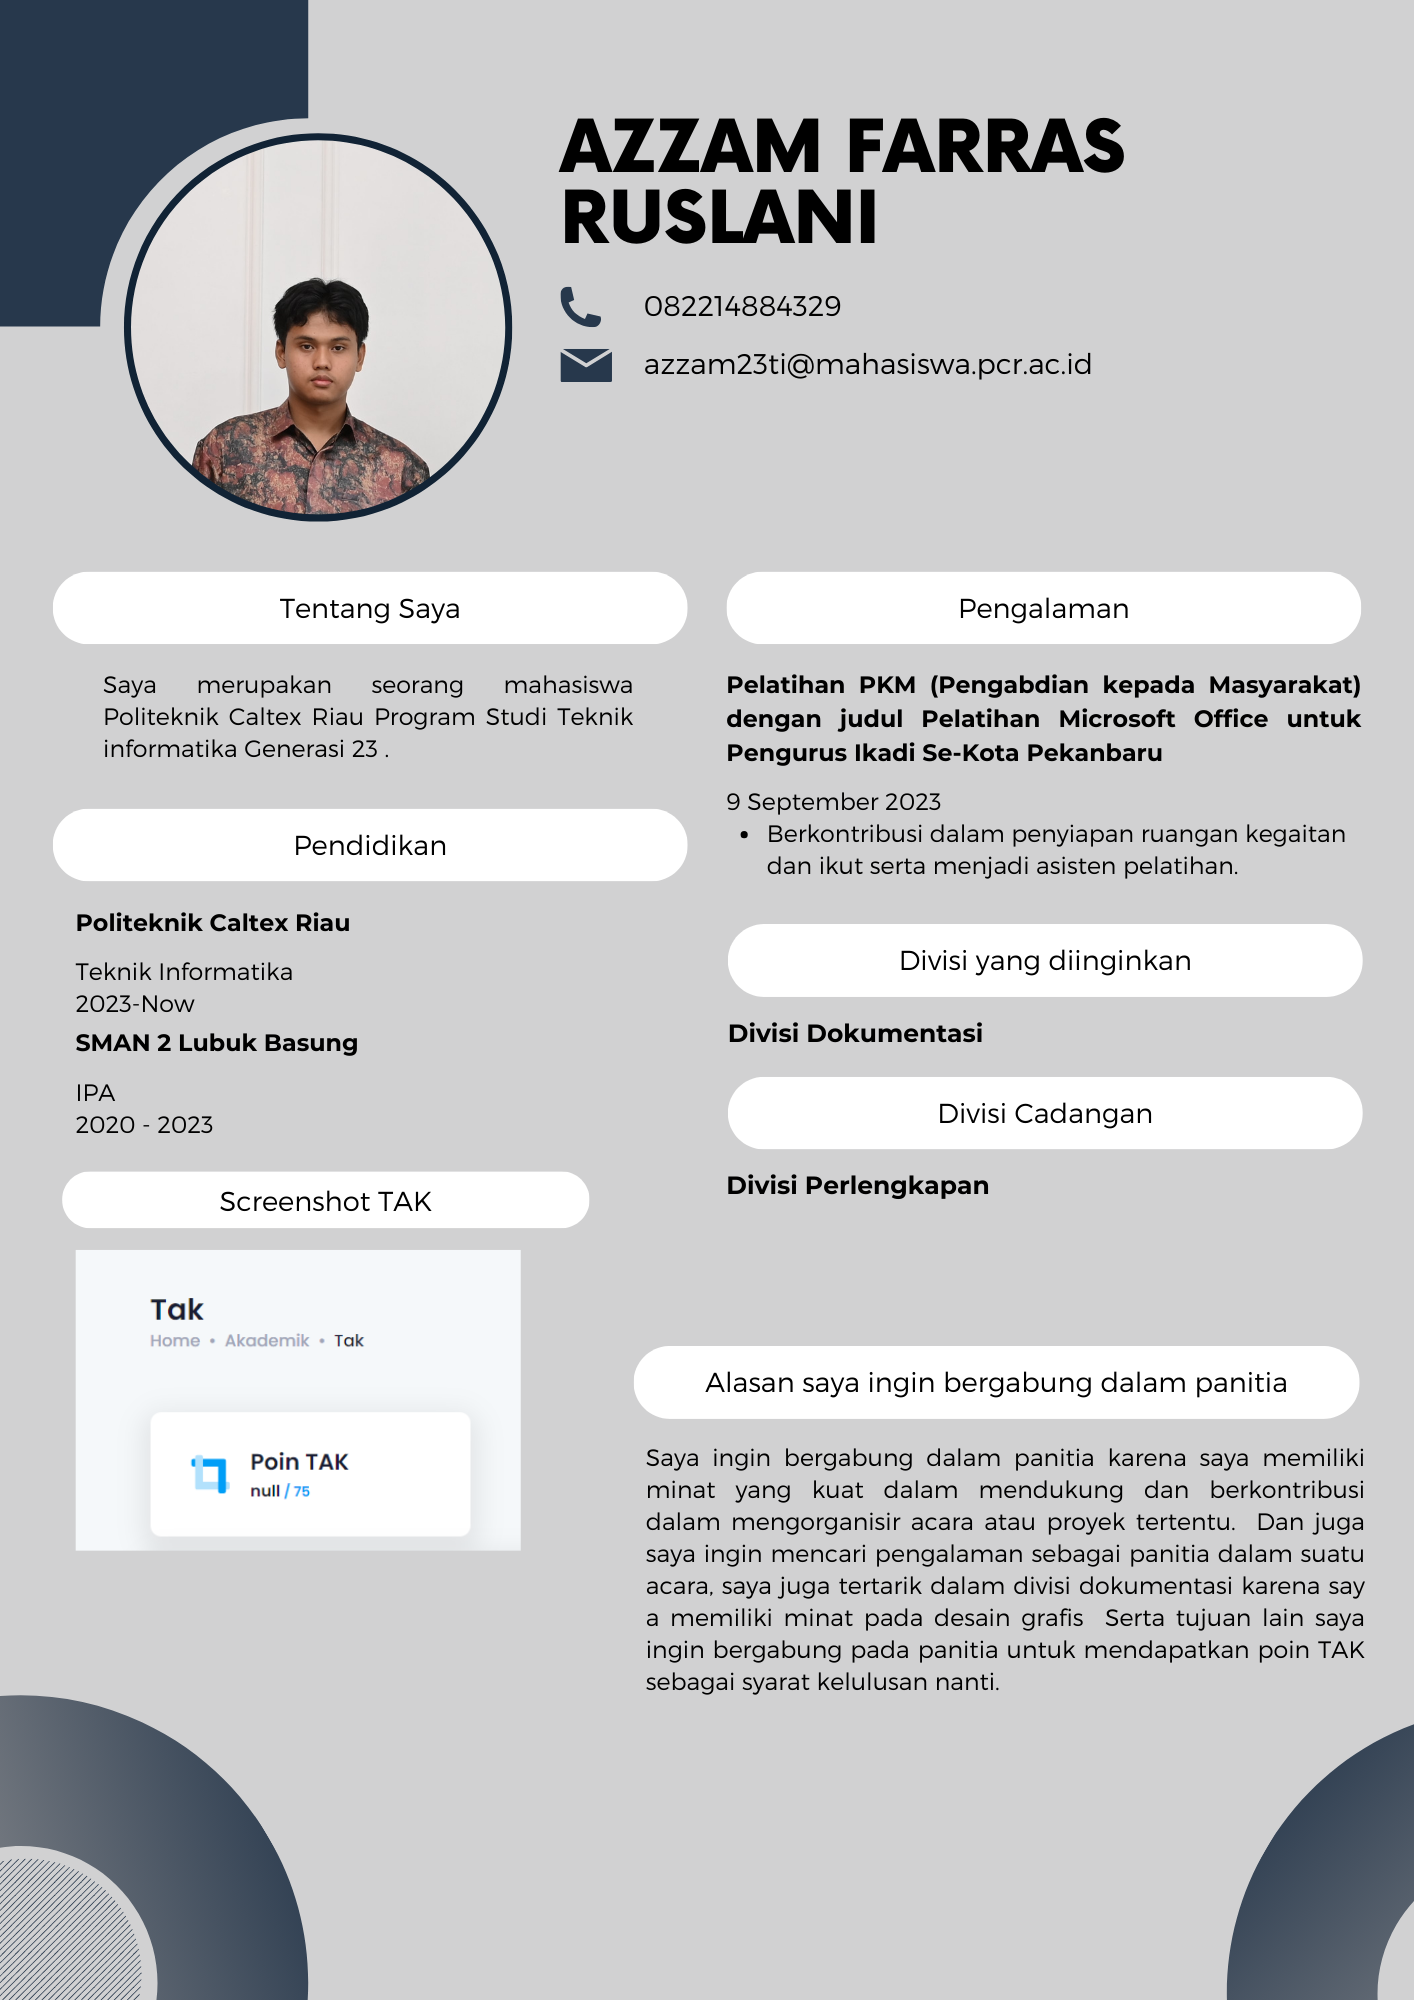 AZZAM FARRAS
RUSLANI
082214884329
azzam23ti@mahasiswa.pcr.ac.id
Tentang Saya
Saya merupakan seorang mahasiswa
Politeknik Caltex Riau Program Studi Teknik
informatika Generasi 23 .
Pendidikan
Politeknik Caltex Riau
Teknik Informatika
2023-Now
SMAN 2 Lubuk Basung
IPA
2020 - 2023
Screenshot TAK
Tak
Home • Akademik • Tak
Poin TAK
null / 75
Pengalaman
Pelatihan PKM (Pengabdian kepada Masyarakat)
dengan judul Pelatihan Microsoft Office untuk
Pengurus Ikadi Se-Kota Pekanbaru
9 September 2023
• Berkontribusi dalam penyiapan ruangan kegaitan
dan ikut serta menjadi asisten pelatihan.
Divisi yang diinginkan
Divisi Dokumentasi
Divisi Cadangan
Divisi Perlengkapan
Alasan saya ingin bergabung dalam panitia
Saya ingin bergabung dalam panitia karena saya memiliki
minat yang kuat dalam mendukung dan berkontribusi
dalam mengorganisir acara atau proyek tertentu.  Dan juga
saya ingin mencari pengalaman sebagai panitia dalam suatu
acara, saya juga tertarik dalam divisi dokumentasi karena say
a memiliki minat pada desain grafis  Serta tujuan lain saya
ingin bergabung pada panitia untuk mendapatkan poin TAK
sebagai syarat kelulusan nanti.